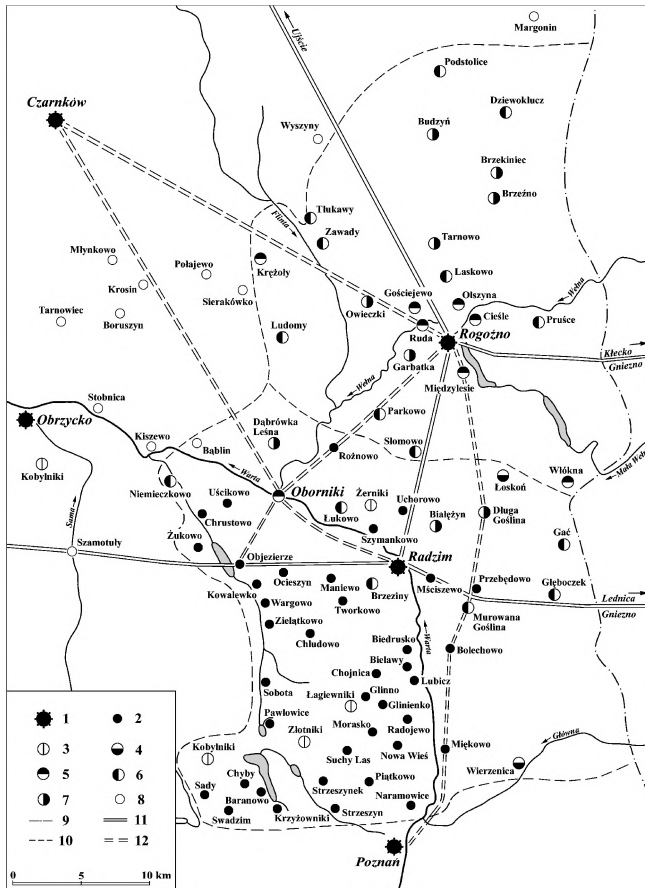 Margonin
Ujście
Podstolice
Czarnków
Dziewoklucz
Wyszyny
Budzyń
Brzekiniec
Brzeźno
Tłukawy
Flinta
Zawady
Tarnowo
Młynkowo
Połajewo
Krężoły
Laskowo
Wełna
Krosin
Sierakówko
Gościejewo
Olszyna
Tarnowiec
Boruszyn
Owieczki
Cieśle
Pruśce
Ludomy
Ruda
Rogoźno
Garbatka
Kłecko
Gniezno
Międzylesie
Wełna
Stobnica
Parkowo
Obrzycko
Dąbrówka
Leśna
Słomowo
Kiszewo
Bąblin
Rożnowo
Mała Weł
Kobylniki
Warta
Łoskoń
Włókna
Niemieczkowo
Uścikowo
Oborniki
Żerniki
Uchorowo
Sama
Chrustowo
Łukowo
Białężyn
Długa
Goślina
Szymankowo
Gać
Żukowo
Samotuły
Objezierze
Radzim
Ocieszyn
Maniewo
Brzeziny
Mściszewo
Przebędowo
Głęboczek
Lednica
Gniezno
Kowalewko
Wargowo
Tworkowo
Murowana
Goślina
Zielątkowo
Chludowo
Biedrusko
Warta
Bolechowo
Bielawy
Chojnica
Lubicz
Sobota
Łagiewniki
Glinno
Glinienko
Pawłowice
Złotniki
Morasko
Radojewo
Główna
Kobylniki
Suchy Las
Nowa Wieś
Miękowo
Wierzenica
Sady
Chyby
Strzeszynek
Piątkowo
Baranowo
Naramowice
Swadzim
Krzyżowniki
Strzeszyn
Poznań
1 2
3 4
5 6
7 8
9 11
10 12
0 5 10 km